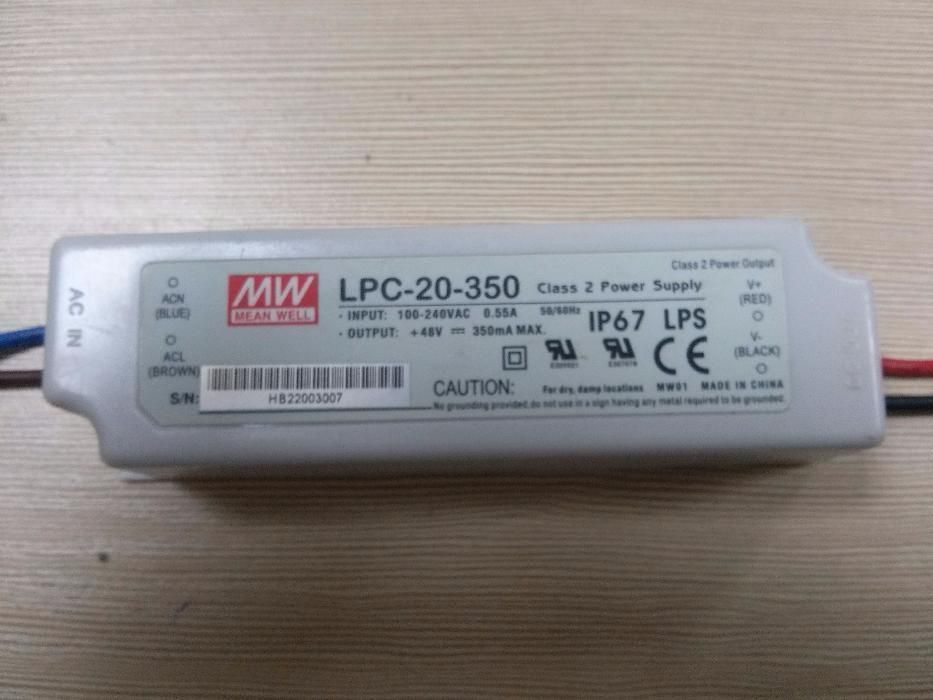 AC IN
ACN
(BLUE)
ACL
(BROWN)
MW
MEAN WELL
LPC-20-350 Class 2 Power Supply
Class 2 Power Output
· INPUT: 100-240VAC 0.55A 50/60Hz
· OUTPUT: +48V 350mA MAX.
IP67 LPS
V+
(RED)
V-
(BLACK)
CE
S/N:
HB22003007
CAUTION: For dry, damp locations MW01 MADE IN CHINA
No grounding provided,do not use in a sign having any metal required to be grounded.